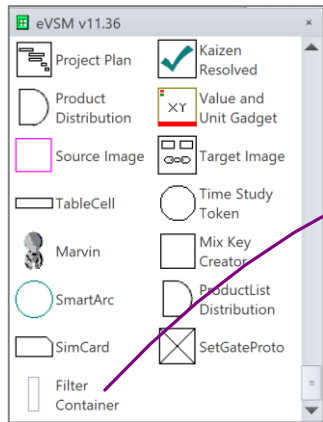 eVSM v11.36
Project Plan
Kaizen
Resolved
Product
Distribution
XY
Value and
Unit Gadget
Source Image
Target Image
TableCell
Time Study
Token
Marvin
Mix Key
Creator
SmartArc
ProductList
Distribution
SimCard
SetGateProto
Filter
Container